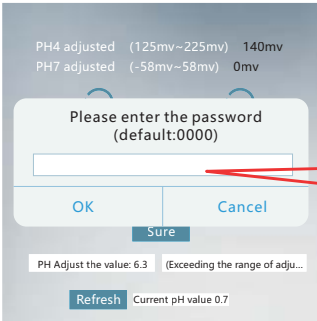 PH4 adjusted (125mv~225mv) 140mv
PH7 adjusted (-58mv~58mv) 0mv
Please enter the password
(default:0000)
OK Cancel
Sure
PH Adjust the value: 6.3 (Exceeding the range of adju...
Refresh Current pH value 0.7